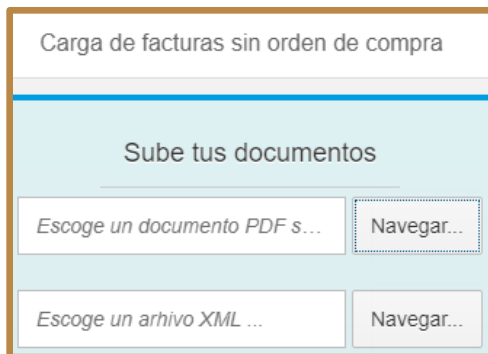 Carga de facturas sin orden de compra
Sube tus documentos
Escoge un documento PDF s...
Navegar...
Escoge un arhivo XML ...
Navegar...